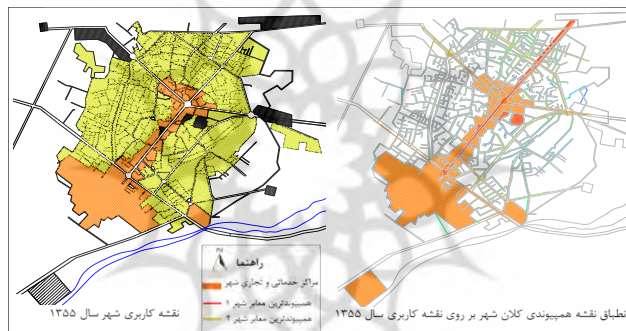 راهنما
مراکز خدماتی و تجاری شهر
همپیوندترین معابر شهر ۱
همپیوندترین معابر شهر ۲
نقشه کاربری شهر سال ۱۳۵۵
نطباق نقشه همپیوندی کلان شهر بر روی نقشه کاربری سال ۱۳۵۵